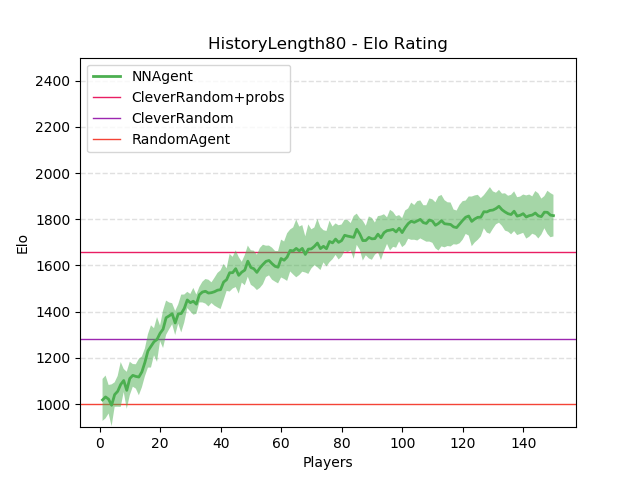 HistoryLength80 - Elo Rating
NNAgent
CleverRandom+probs
CleverRandom
RandomAgent
Elo
2400
2200
2000
1800
1600
1400
1200
1000
0 20 40 60 80 100 120 140
Players